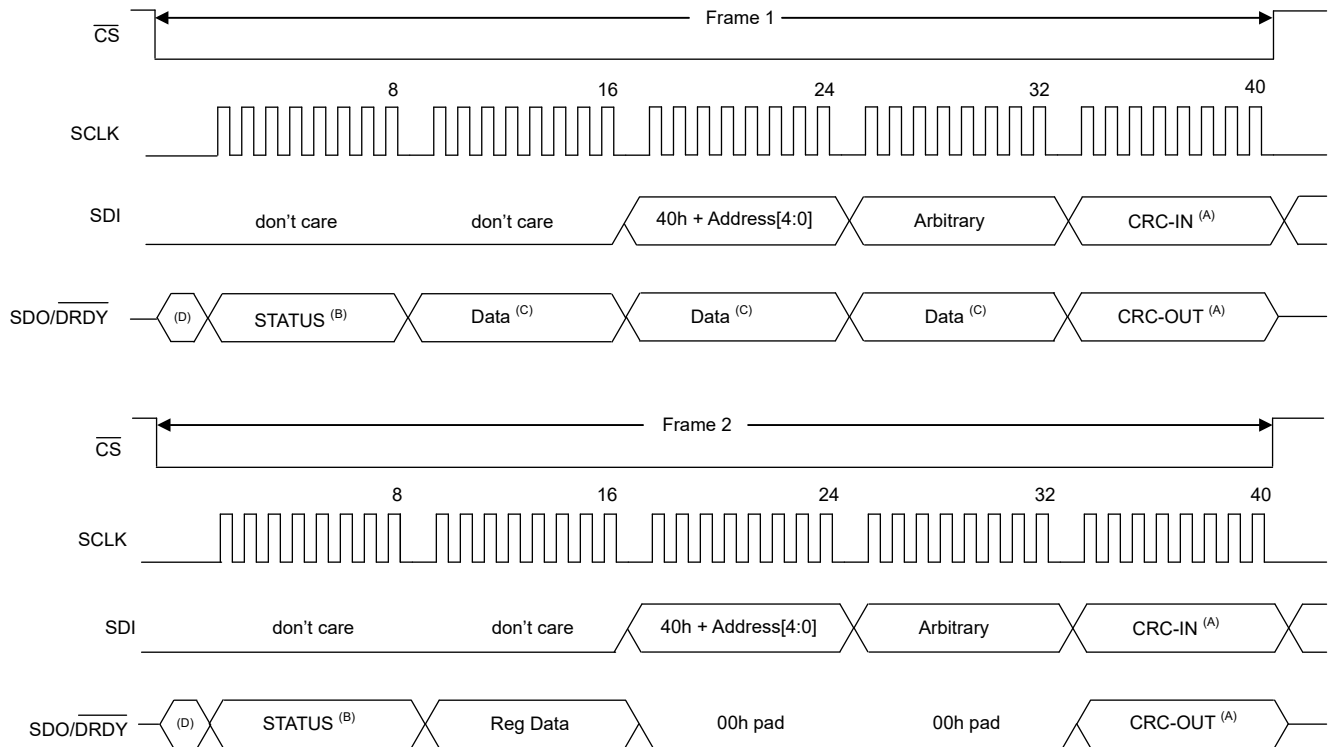 Frame 1
CS
8 16 24 32 40
SCLK
SDI don't care don't care 40h + Address[4:0] Arbitrary CRC-IN (A)
SDO/DRDY (D) STATUS (B) Data (C) Data (C) Data (C) CRC-OUT (A)
Frame 2
CS
8 16 24 32 40
SCLK
SDI don't care don't care 40h + Address[4:0] Arbitrary CRC-IN (A)
SDO/DRDY (D) STATUS (B) Reg Data 00h pad 00h pad CRC-OUT (A)